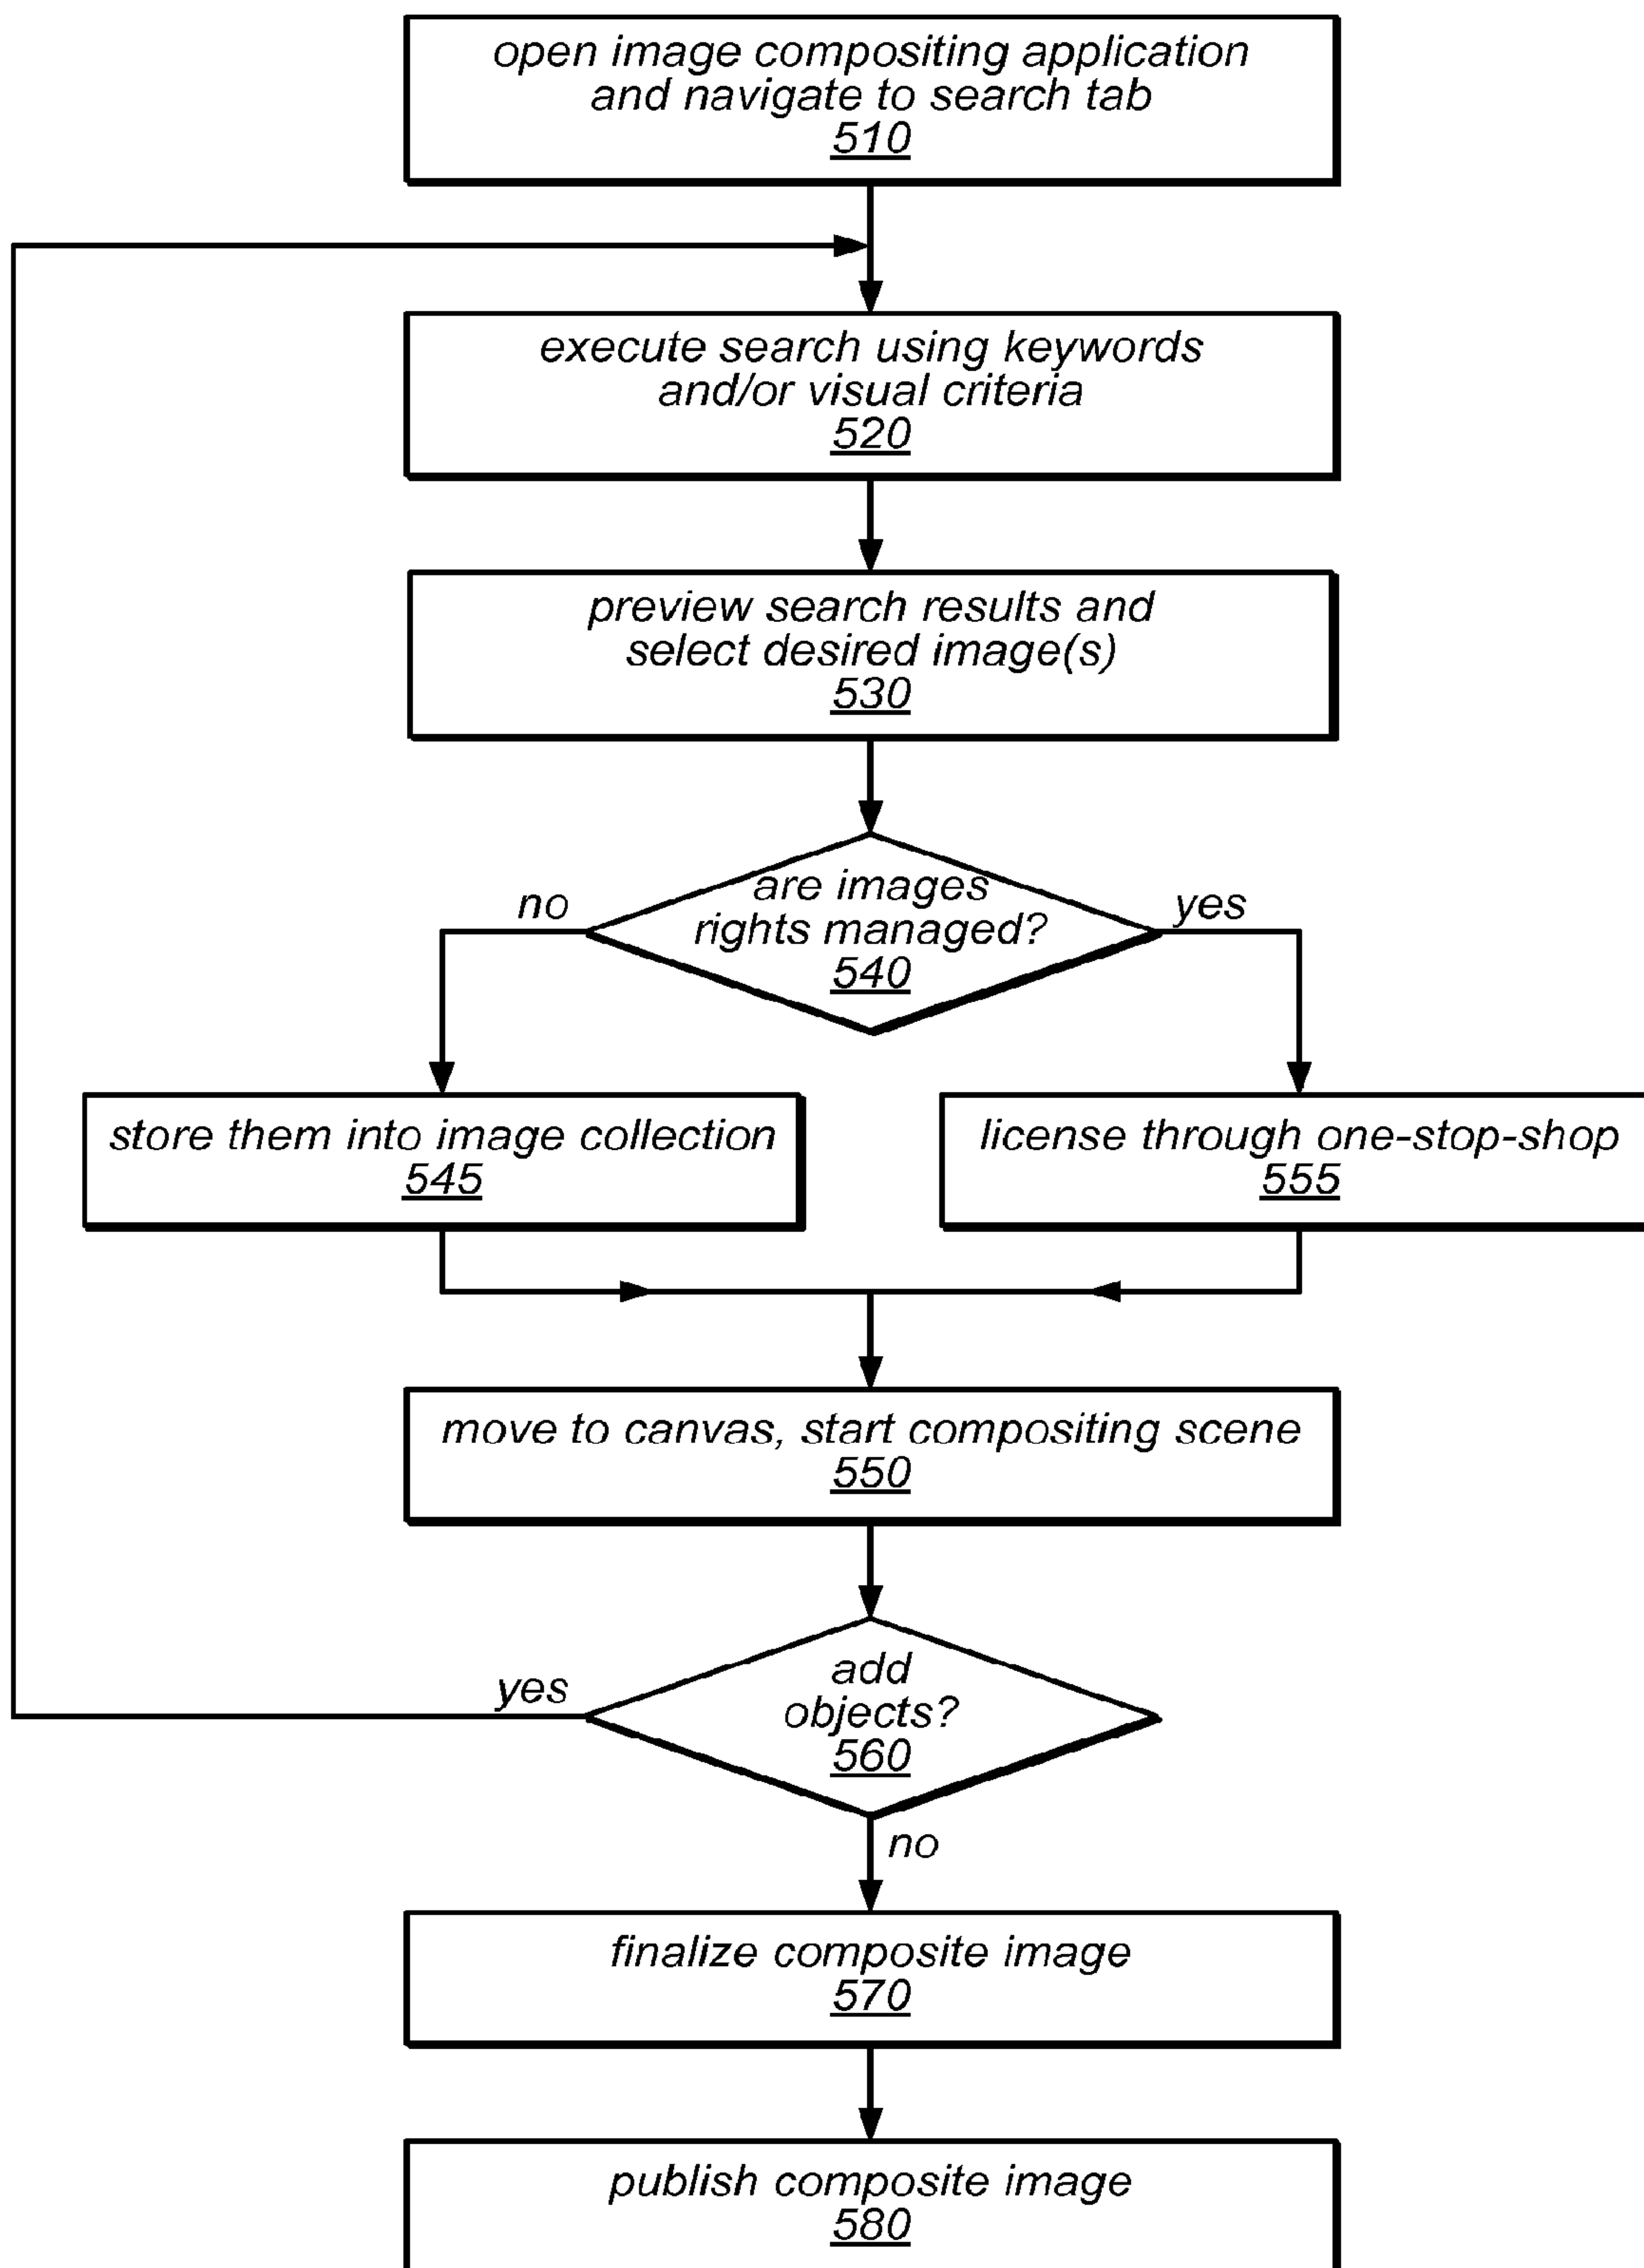 open image compositing application
and navigate to search tab
510
execute search using keywords
and/or visual criteria
520
preview search results and
select desired image(s)
530
are images
rights managed?
540
no
yes
store them into image collection
545
license through one-stop-shop
555
move to canvas, start compositing scene
550
add
objects?
560
yes
no
finalize composite image
570
publish composite image
580